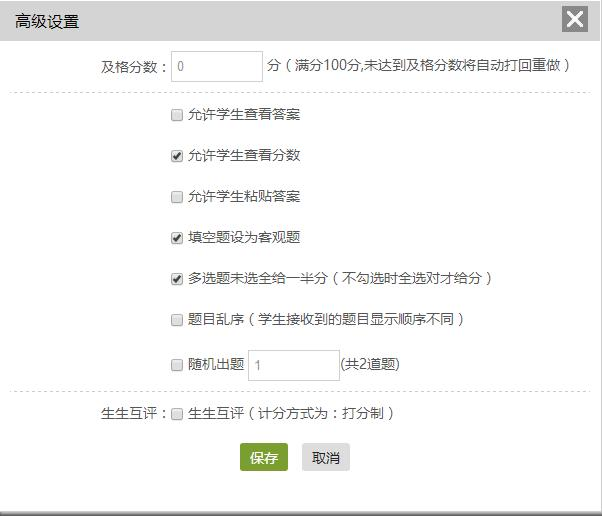 高级设置
及格分数：0 分（满分100分,未达到及格分数将自动打回重做）
允许学生查看答案
允许学生查看分数
允许学生粘贴答案
填空题设为客观题
多选题未选全给一半分（不勾选时全选对才给分）
题目乱序（学生接收到的题目显示顺序不同）
随机出题 1 (共2道题)
生生互评：生生互评（计分方式为：打分制）
保存 取消